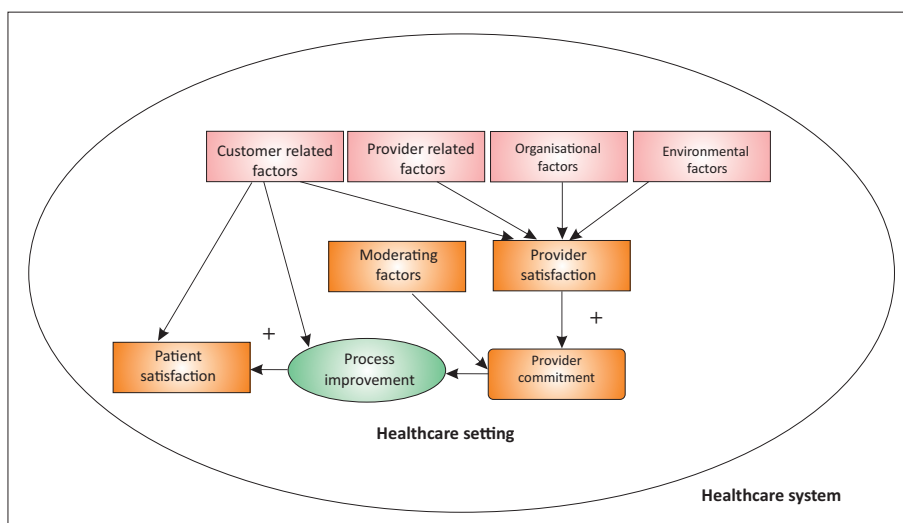 Customer related
factors
Provider related
factors
Organisational
factors
Environmental
factors
Moderating
factors
Provider
satisfaction
+
+
Patient
satisfaction
Process
improvement
Provider
commitment
Healthcare setting
Healthcare system